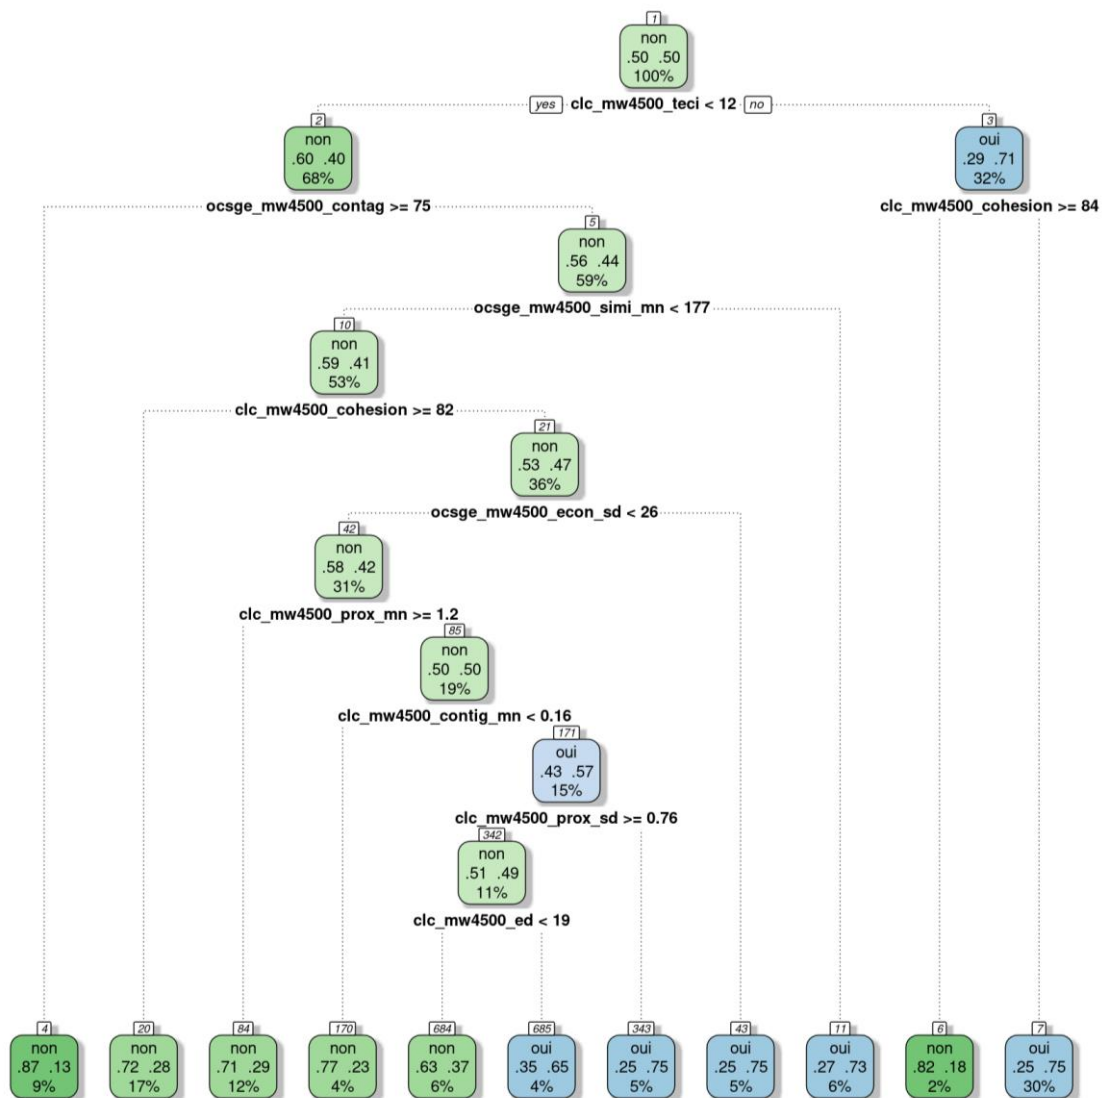 1
non
.50 .50
100%
yes clc_mw4500_teci < 12 no
2
non
.60 .40
68%
3
oui
.29 .71
32%
ocsge_mw4500_contag >= 75
clc_mw4500_cohesion >= 84
5
non
.56 .44
59%
ocsge_mw4500_simi_mn < 177
10
non
.59 .41
53%
clc_mw4500_cohesion >= 82
21
non
.53 .47
36%
ocsge_mw4500_econ_sd < 26
42
non
.58 .42
31%
clc_mw4500_prox_mn >= 1.2
85
non
.50 .50
19%
clc_mw4500_contig_mn < 0.16
171
oui
.43 .57
15%
clc_mw4500_prox_sd >= 0.76
342
non
.51 .49
11%
clc_mw4500_ed < 19
4
non
.87 .13
9%
20
non
.72 .28
17%
84
non
.71 .29
12%
170
non
.77 .23
4%
684
non
.63 .37
6%
685
oui
.35 .65
4%
343
oui
.25 .75
5%
43
oui
.25 .75
5%
11
oui
.27 .73
6%
6
non
.82 .18
2%
7
oui
.25 .75
30%